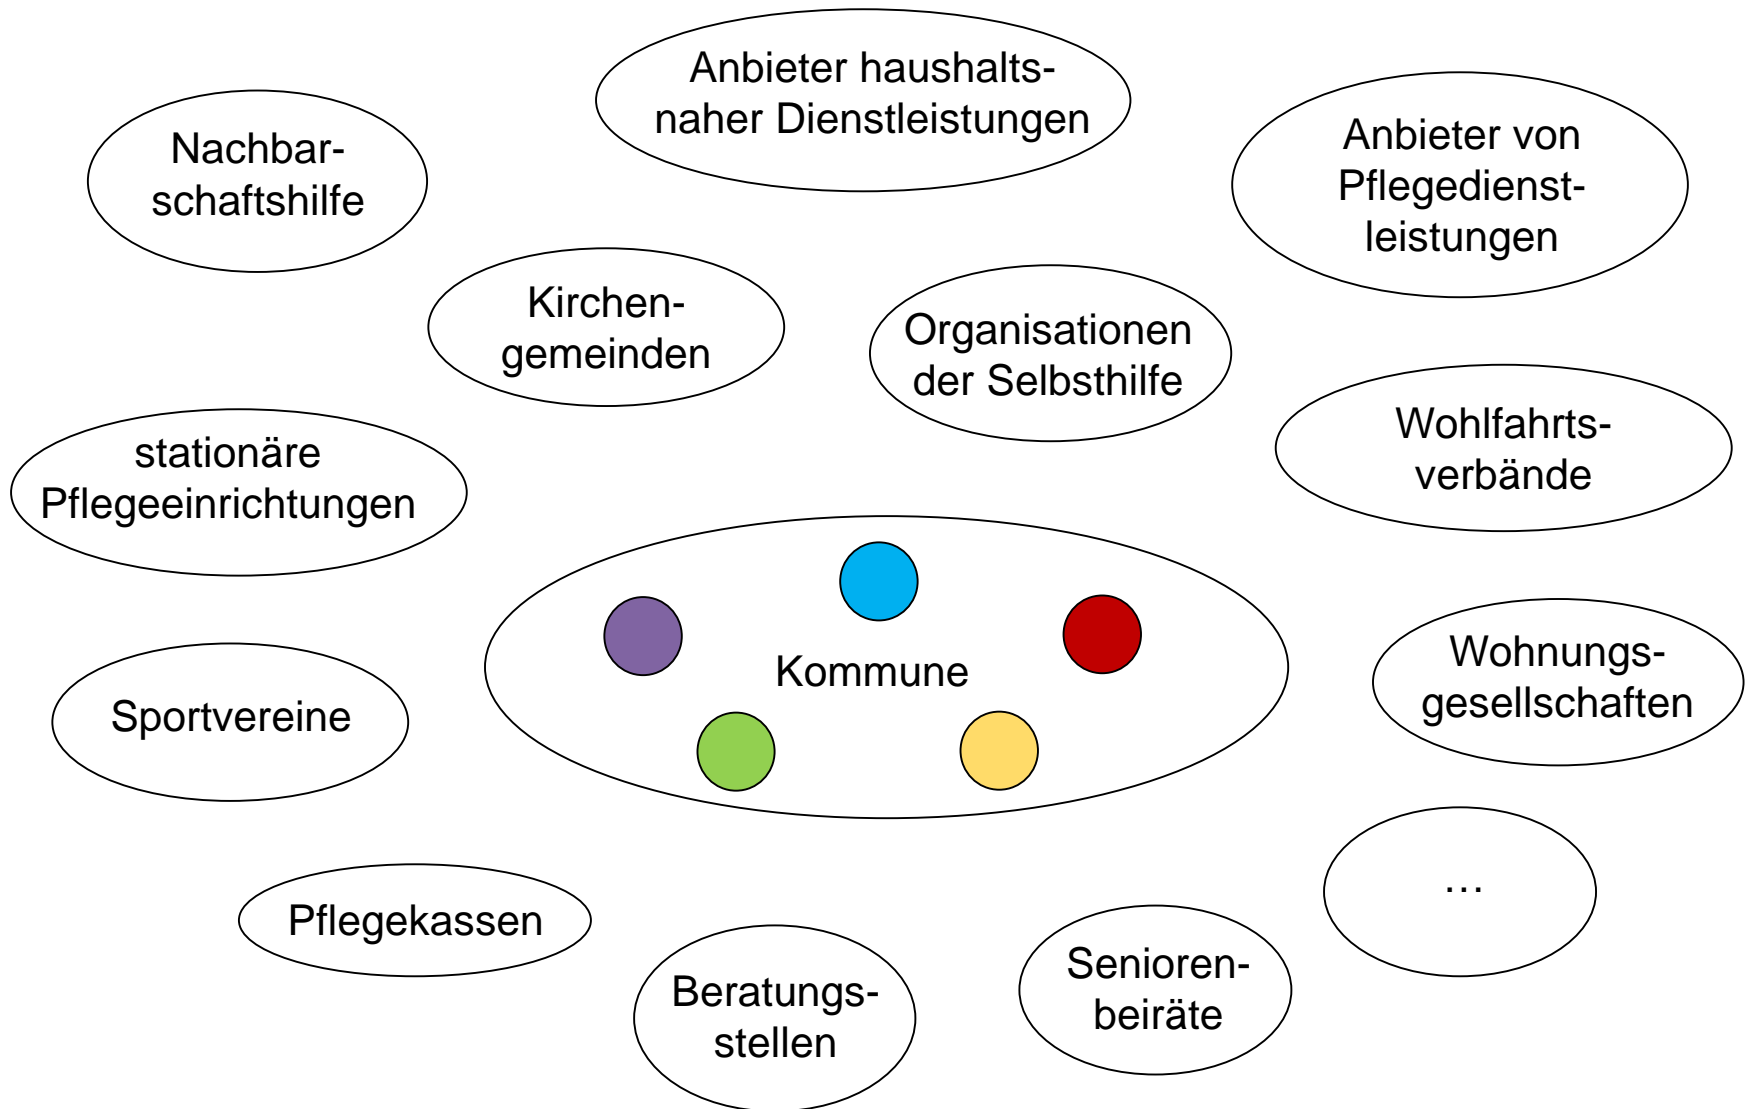 Anbieter haushalts-
naher Dienstleistungen
Nachbar-
schaftshilfe
Anbieter von
Pflegedienst-
leistungen
Kirchen-
gemeinden
Organisationen
der Selbsthilfe
Wohlfahrts-
verbände
stationäre
Pflegeeinrichtungen
Kommune
Wohnungs-
gesellschaften
Sportvereine
…
Pflegekassen
Senioren-
beiräte
Beratungs-
stellen